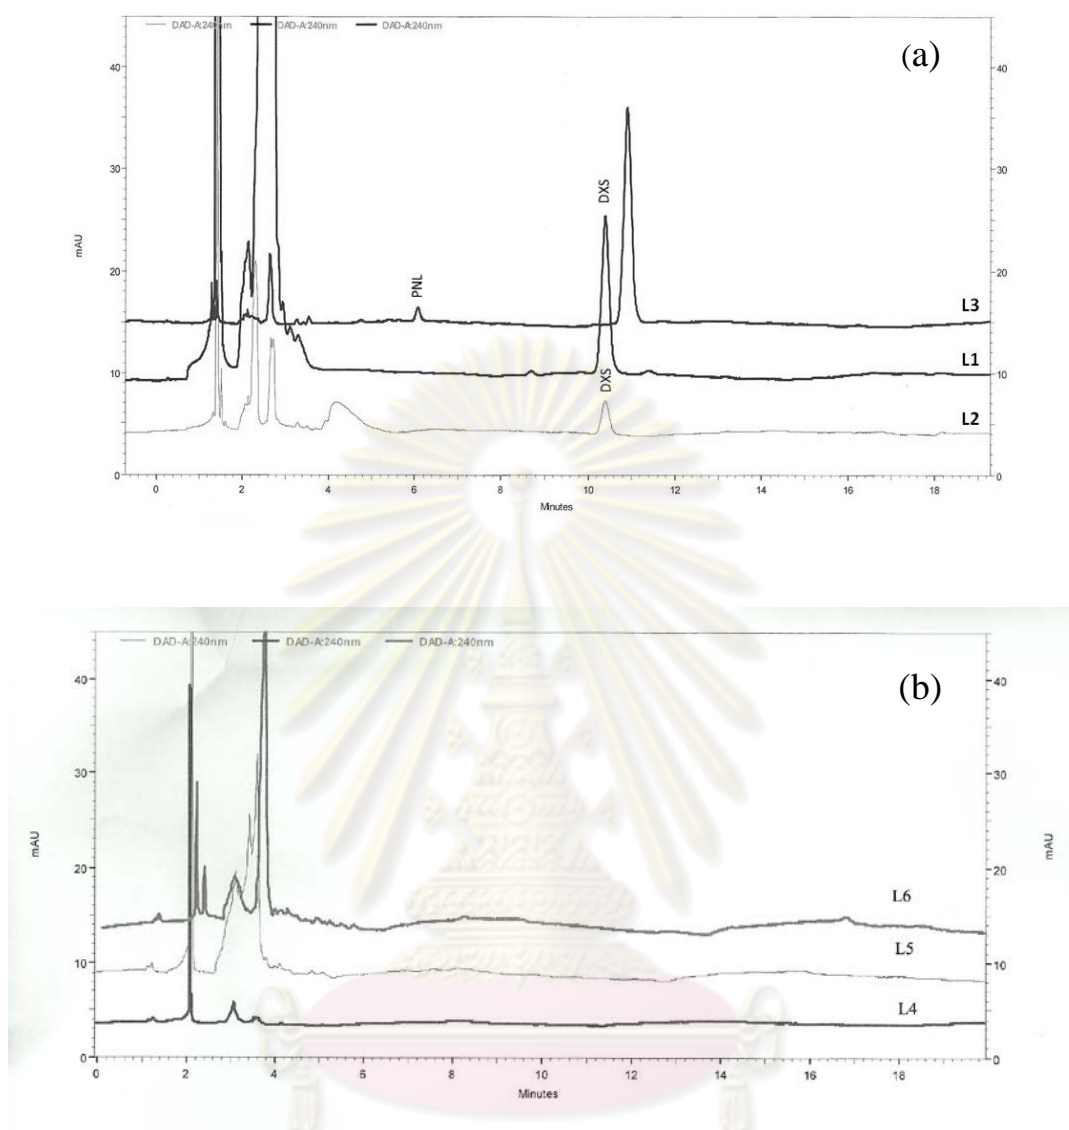 DAD-A:240nm DAD-A:240nm DAD-A:240nm
(a)
40 40
30 30
DXS
20 20
PNL
L3
L1
10 10
DXS
L2
0 0
0 2 4 6 8 10 12 14 16 18
mAU
Minutes
DAD-A:240nm DAD-A:240nm DAD-A:240nm
(b)
40 40
30 30
20 20
L6
L5
10 10
L4
0 0
0 2 4 6 8 10 12 14 16 18
mAU mAU
Minutes